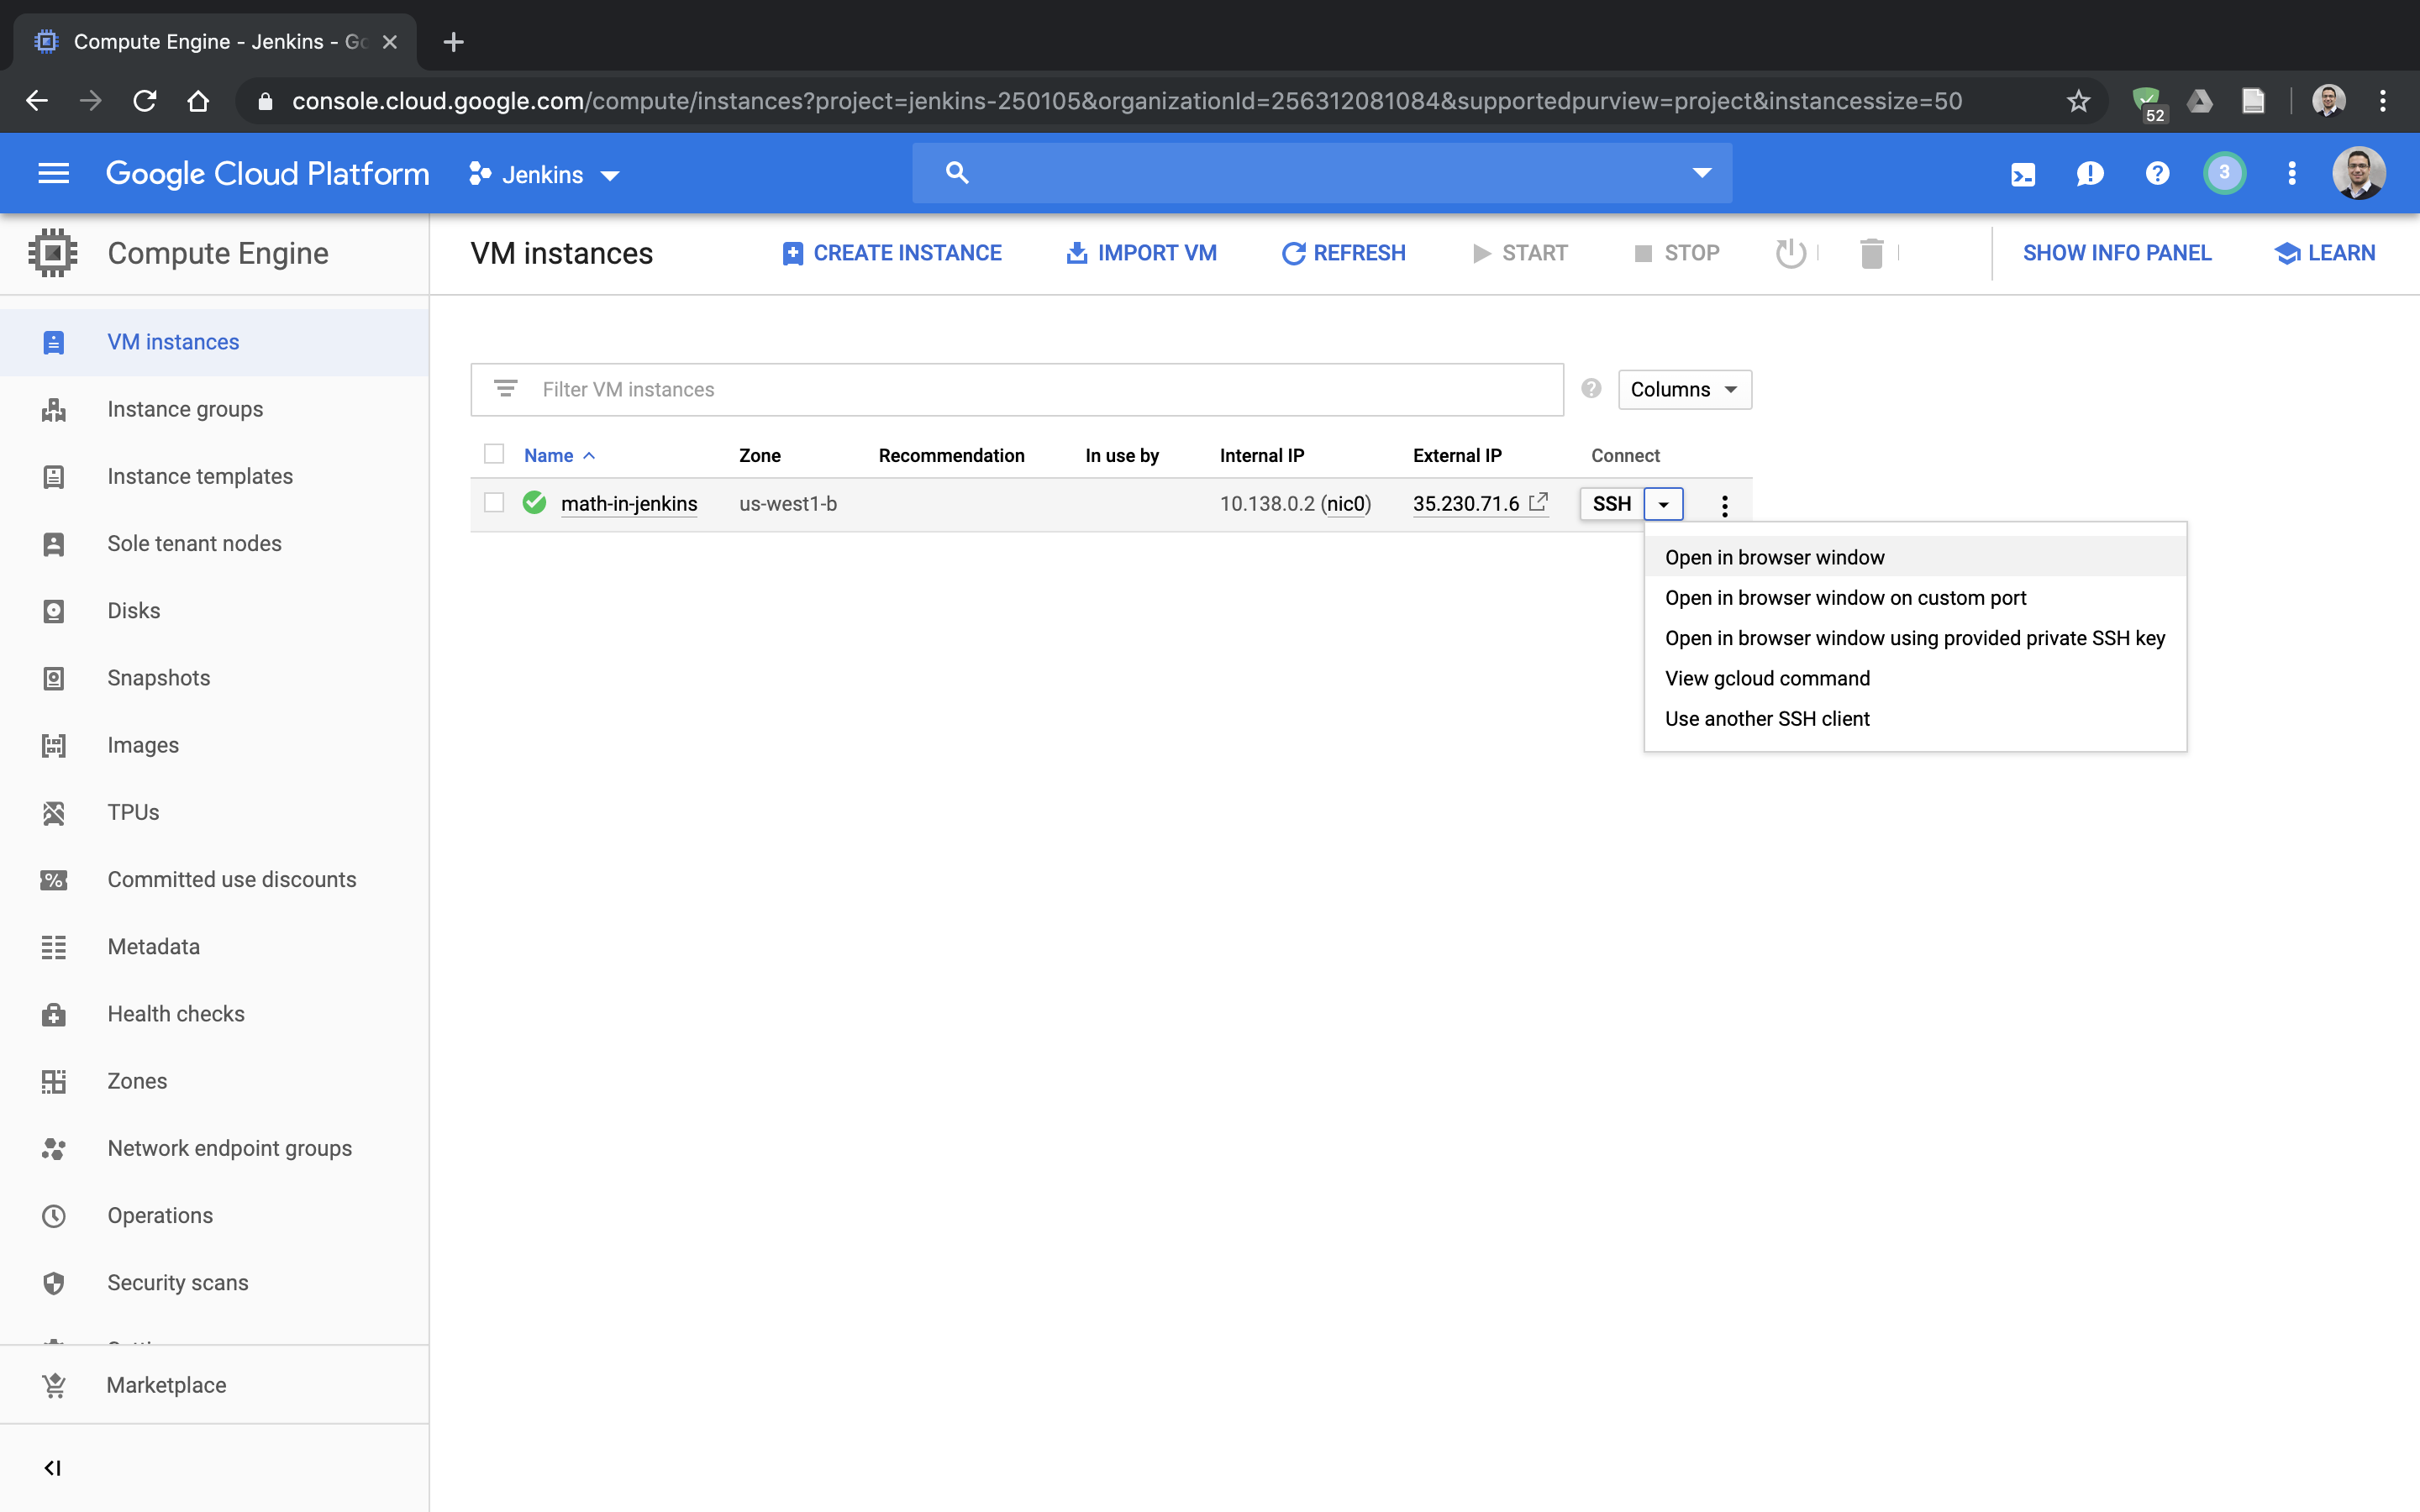 Compute Engine - Jenkins - Go
console.cloud.google.com/compute/instances?project=jenkins-250105&organizationId=256312081084&supportedpurview=project&instancessize=50
52
Google Cloud Platform
Jenkins
3
Compute Engine
VM instances
CREATE INSTANCE
IMPORT VM
REFRESH
START
STOP
SHOW INFO PANEL
LEARN
VM instances
Instance groups
Instance templates
Sole tenant nodes
Disks
Snapshots
Images
TPUs
Committed use discounts
Metadata
Health checks
Zones
Network endpoint groups
Operations
Security scans
Marketplace
Filter VM instances
Columns
Name Zone Recommendation In use by Internal IP External IP Connect
math-in-jenkins us-west1-b 10.138.0.2 (nic0) 35.230.71.6 SSH
Open in browser window
Open in browser window on custom port
Open in browser window using provided private SSH key
View gcloud command
Use another SSH client